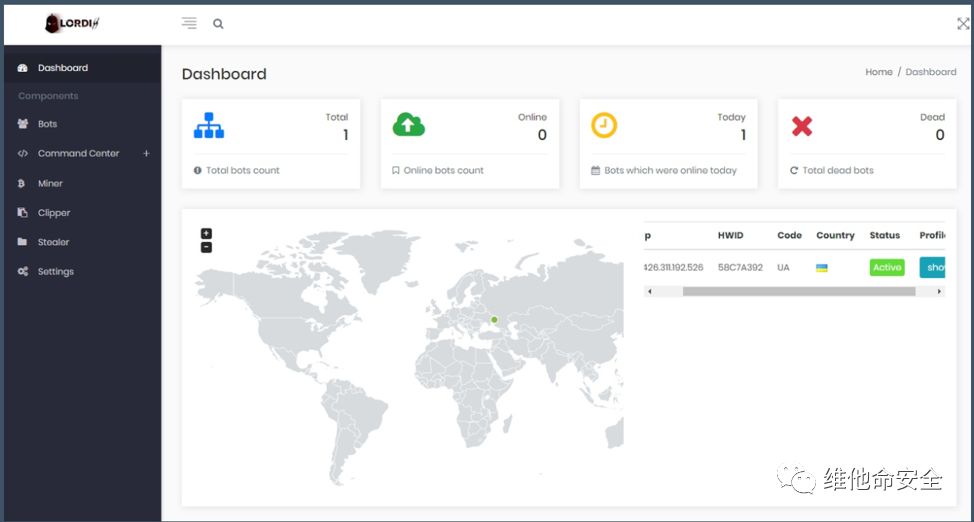 LORDIX
Dashboard
Components
Bots
Command Center +
Miner
Clipper
Stealer
Settings
Dashboard
Home / Dashboard
Total
1
Total bots count
Online
0
Online bots count
Today
1
Bots which were online today
Dead
0
Total dead bots
+
-
p HWID Code Country Status Profile
426.311.192.526 58C7A392 UA Active sho
维他命安全